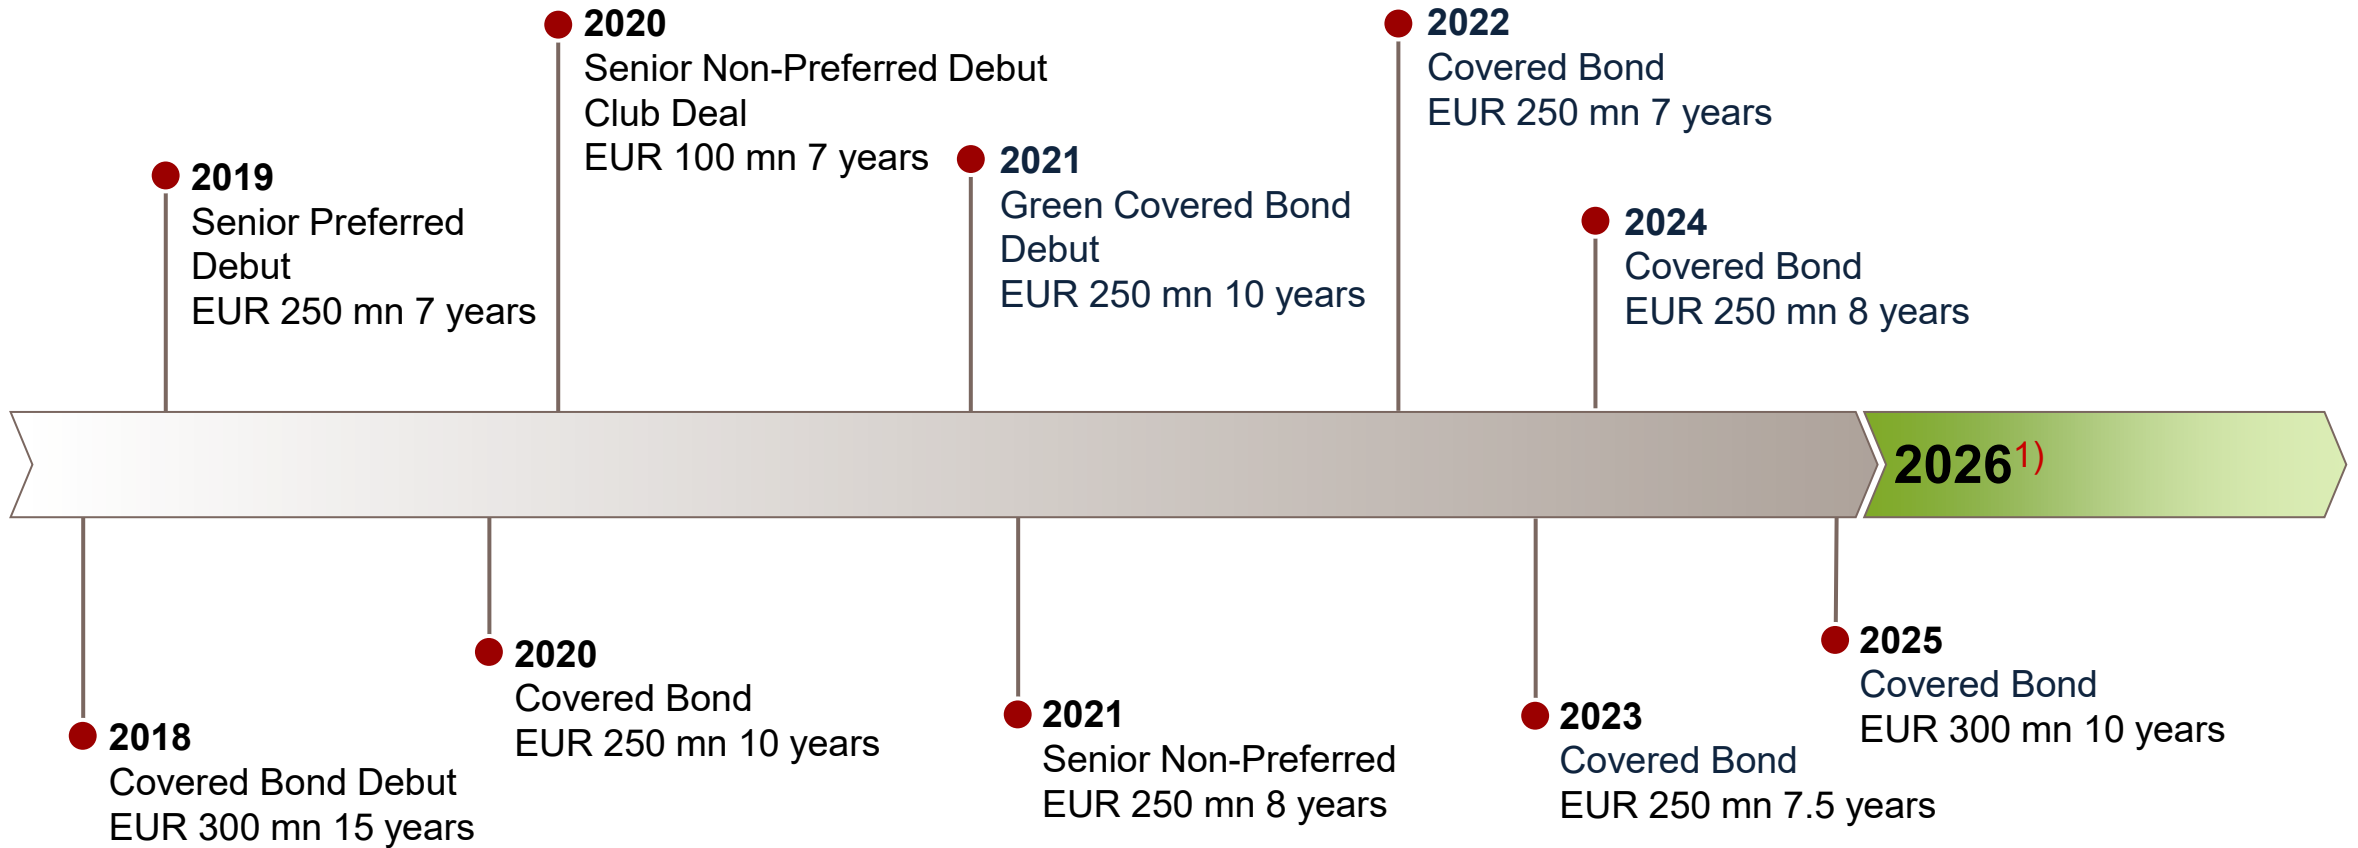 2020
Senior Non-Preferred Debut
Club Deal
EUR 100 mn 7 years
2022
Covered Bond
EUR 250 mn 7 years
2019
Senior Preferred
Debut
EUR 250 mn 7 years
2021
Green Covered Bond
Debut
EUR 250 mn 10 years
2024
Covered Bond
EUR 250 mn 8 years
2026 1)
2018
Covered Bond Debut
EUR 300 mn 15 years
2020
Covered Bond
EUR 250 mn 10 years
2021
Senior Non-Preferred
EUR 250 mn 8 years
2023
Covered Bond
EUR 250 mn 7.5 years
2025
Covered Bond
EUR 300 mn 10 years